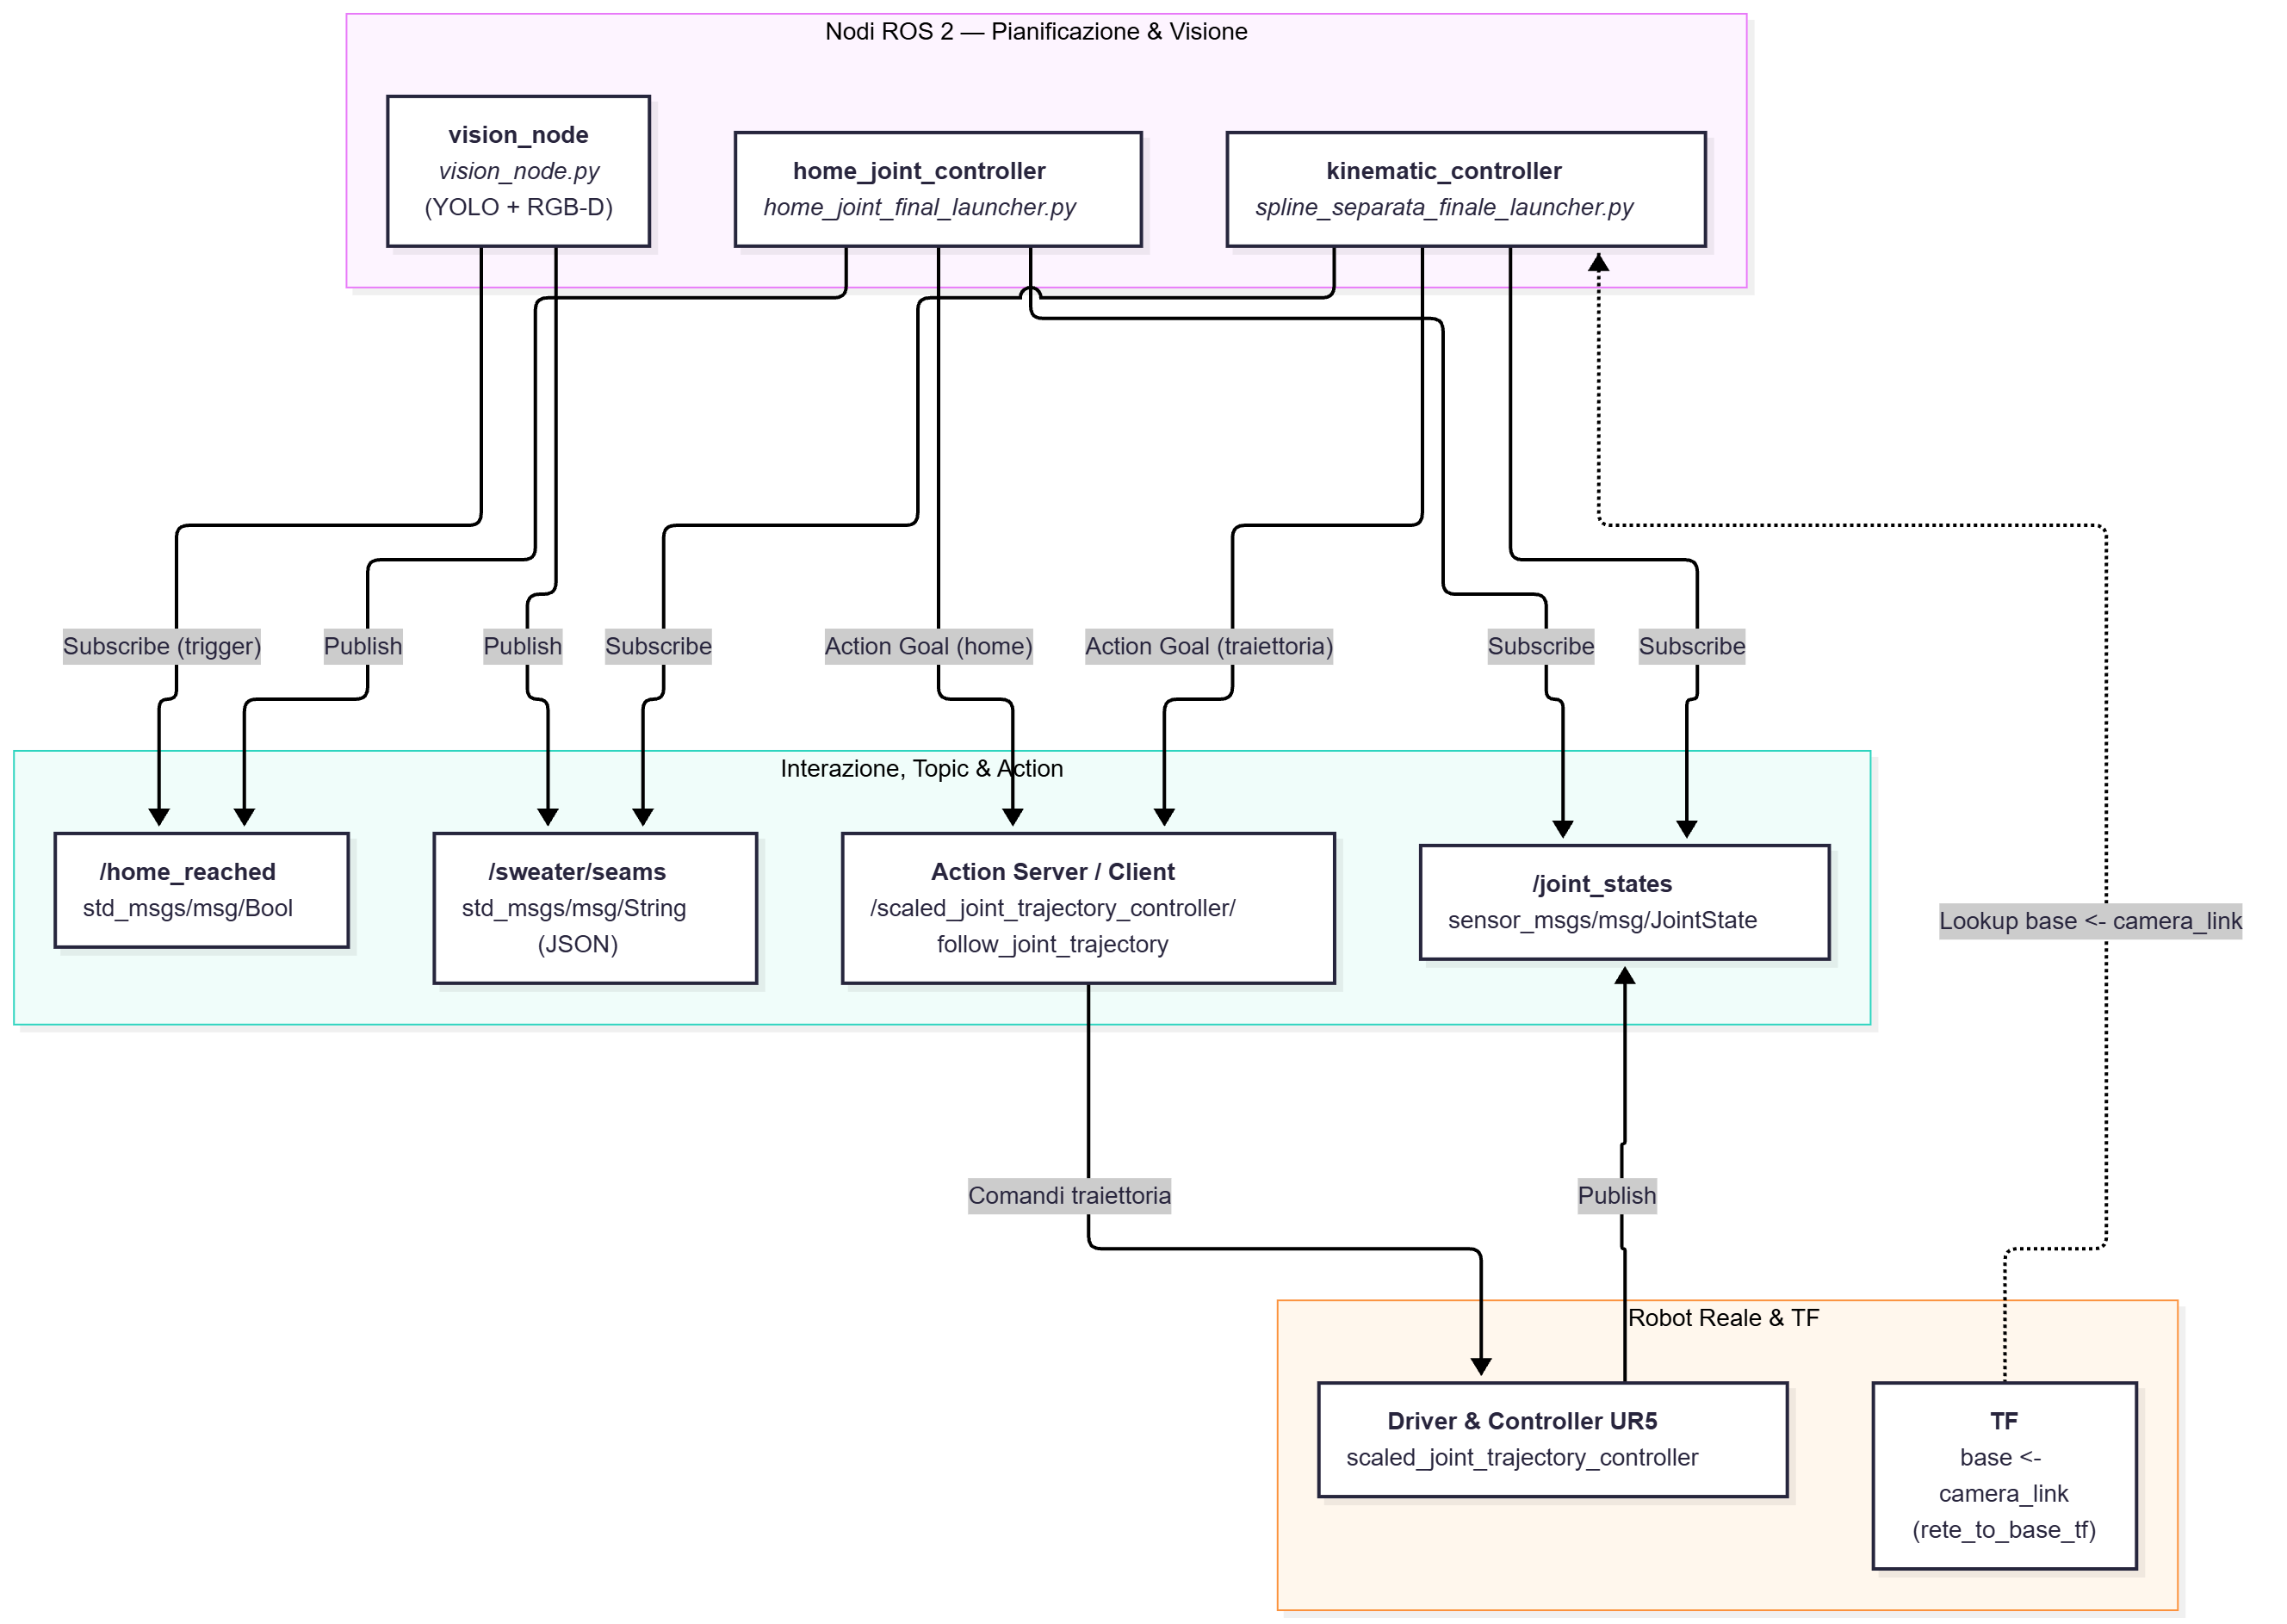 Nodi ROS 2 — Pianificazione & Visione
vision_node
vision_node.py
(YOLO + RGB-D)
home_joint_controller
home_joint_final_launcher.py
kinematic_controller
spline_separata_finale_launcher.py
Subscribe (trigger)
Publish
Publish
Subscribe
Action Goal (home)
Action Goal (traiettoria)
Subscribe
Subscribe
Interazione, Topic & Action
/home_reached
std_msgs/msg/Bool
/sweater/seams
std_msgs/msg/String
(JSON)
Action Server / Client
/scaled_joint_trajectory_controller/
follow_joint_trajectory
/joint_states
sensor_msgs/msg/JointState
Lookup base <- camera_link
Comandi traiettoria
Publish
Robot Reale & TF
Driver & Controller UR5
scaled_joint_trajectory_controller
TF
base <-
camera_link
(rete_to_base_tf)